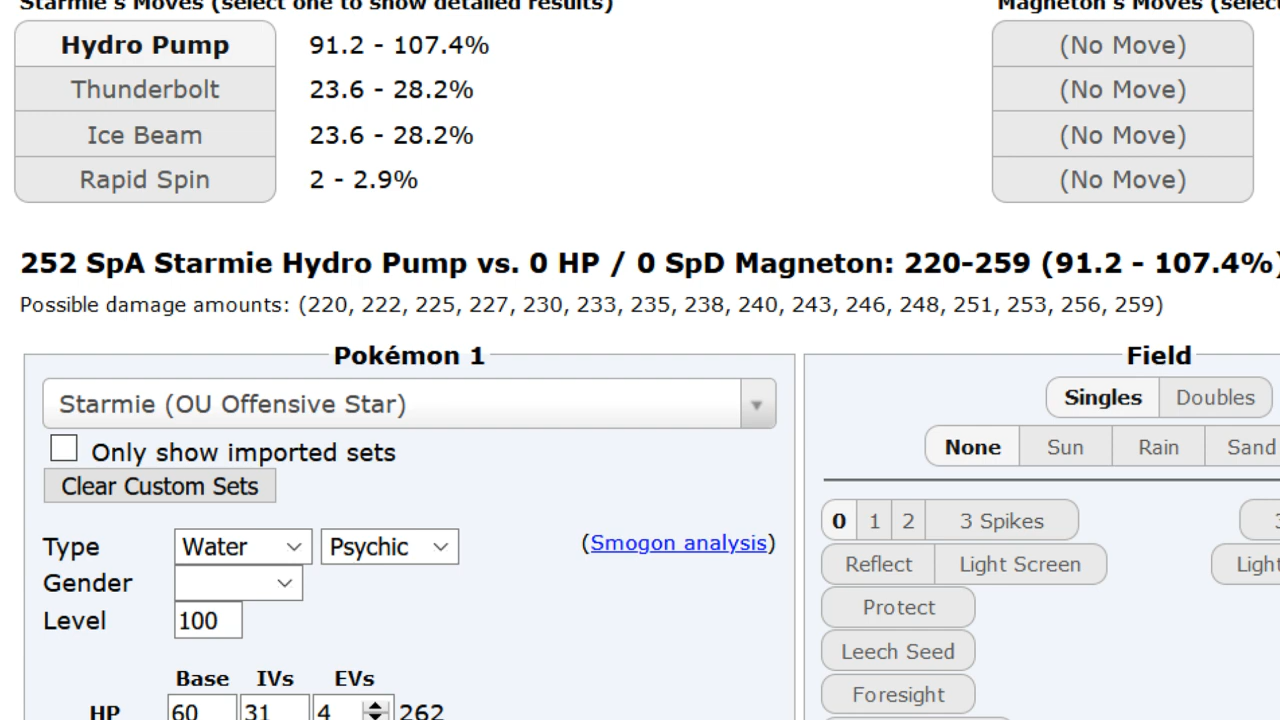 Starmie's Moves (select one to show detailed results)
Magneton's Moves (select
Hydro Pump 91.2 - 107.4% (No Move)
Thunderbolt 23.6 - 28.2% (No Move)
Ice Beam 23.6 - 28.2% (No Move)
Rapid Spin 2 - 2.9% (No Move)
252 SpA Starmie Hydro Pump vs. 0 HP / 0 SpD Magneton: 220-259 (91.2 - 107.4%)
Possible damage amounts: (220, 222, 225, 227, 230, 233, 235, 238, 240, 243, 246, 248, 251, 253, 256, 259)
Pokémon 1
Starmie (OU Offensive Star)
Only show imported sets
Clear Custom Sets
Type Water Psychic (Smogon analysis)
Gender
Level 100
Base IVs EVs
HP 60 31 4 262
Field
Singles Doubles
None Sun Rain Sand
0 1 2 3 Spikes 3
Reflect Light Screen Light
Protect
Leech Seed
Foresight